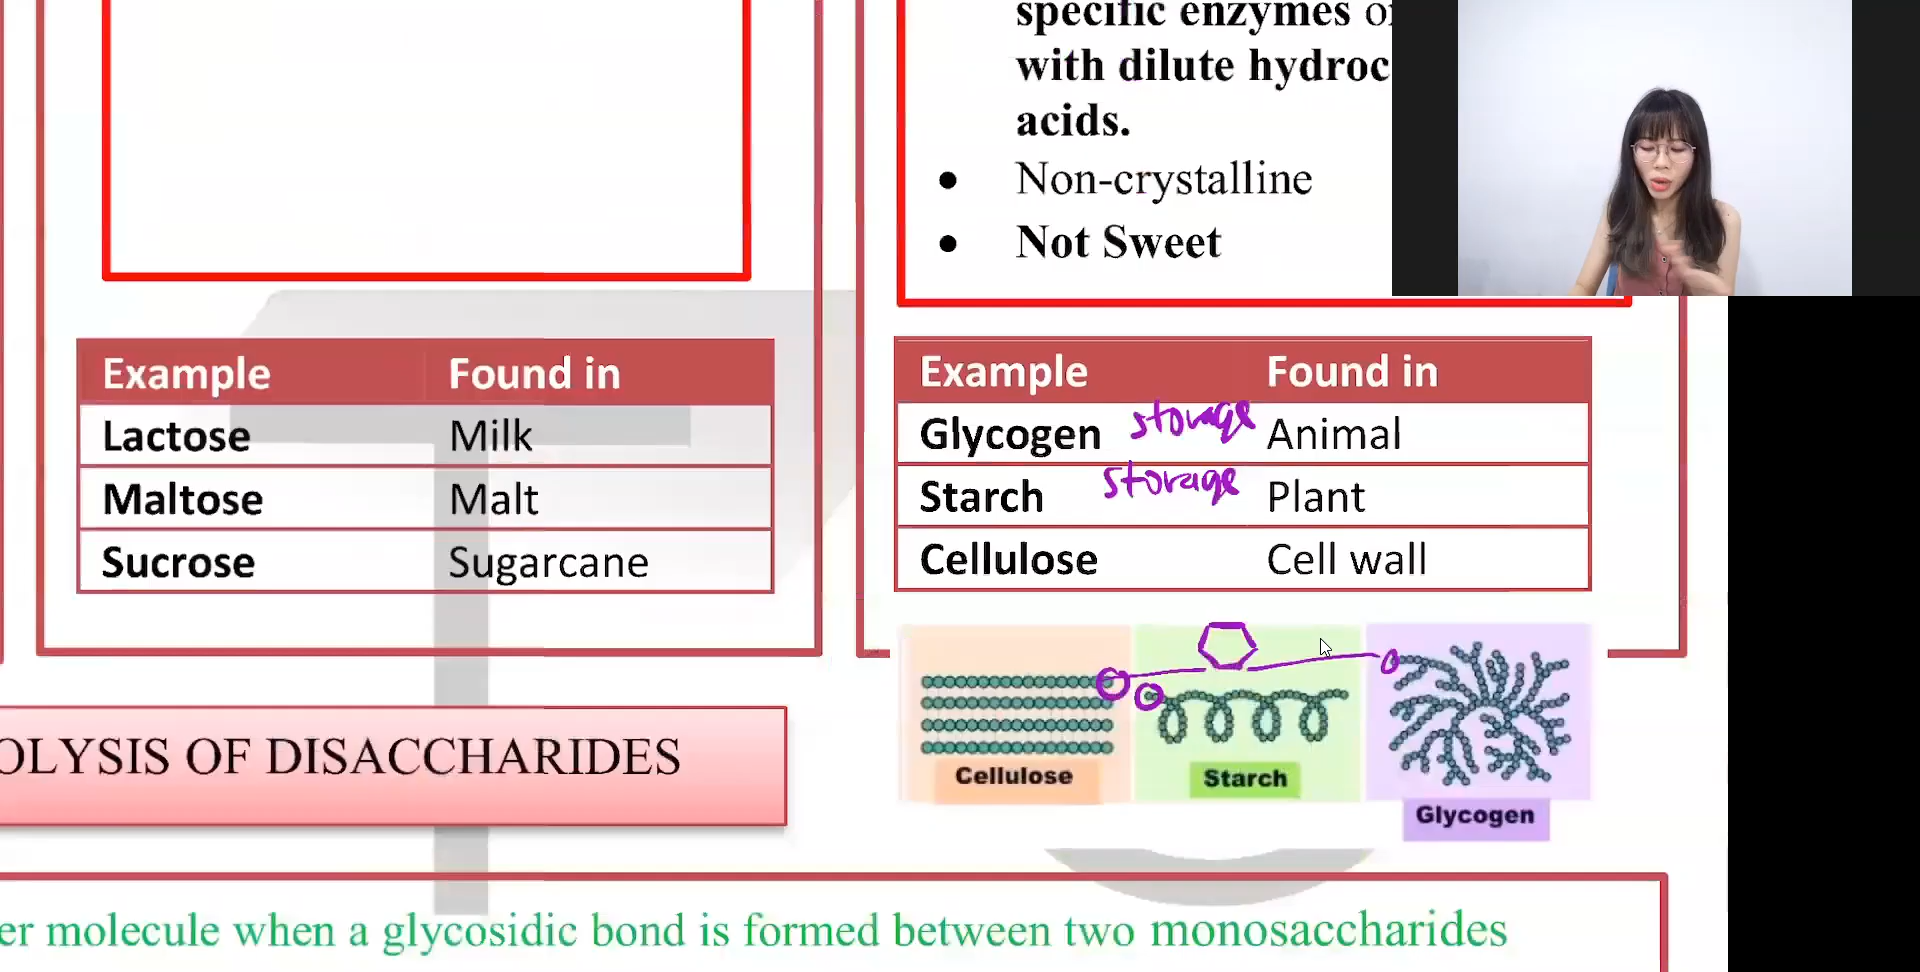 specific enzymes
with dilute hydroc
acids.
• Non-crystalline
• Not Sweet
Example Found in
Lactose Milk
Maltose Malt
Sucrose Sugarcane
Example Found in
Glycogen storage Animal
Starch storage Plant
Cellulose Cell wall
OLYSIS OF DISACCHARIDES
Cellulose
Starch
Glycogen
er molecule when a glycosidic bond is formed between two monosaccharides